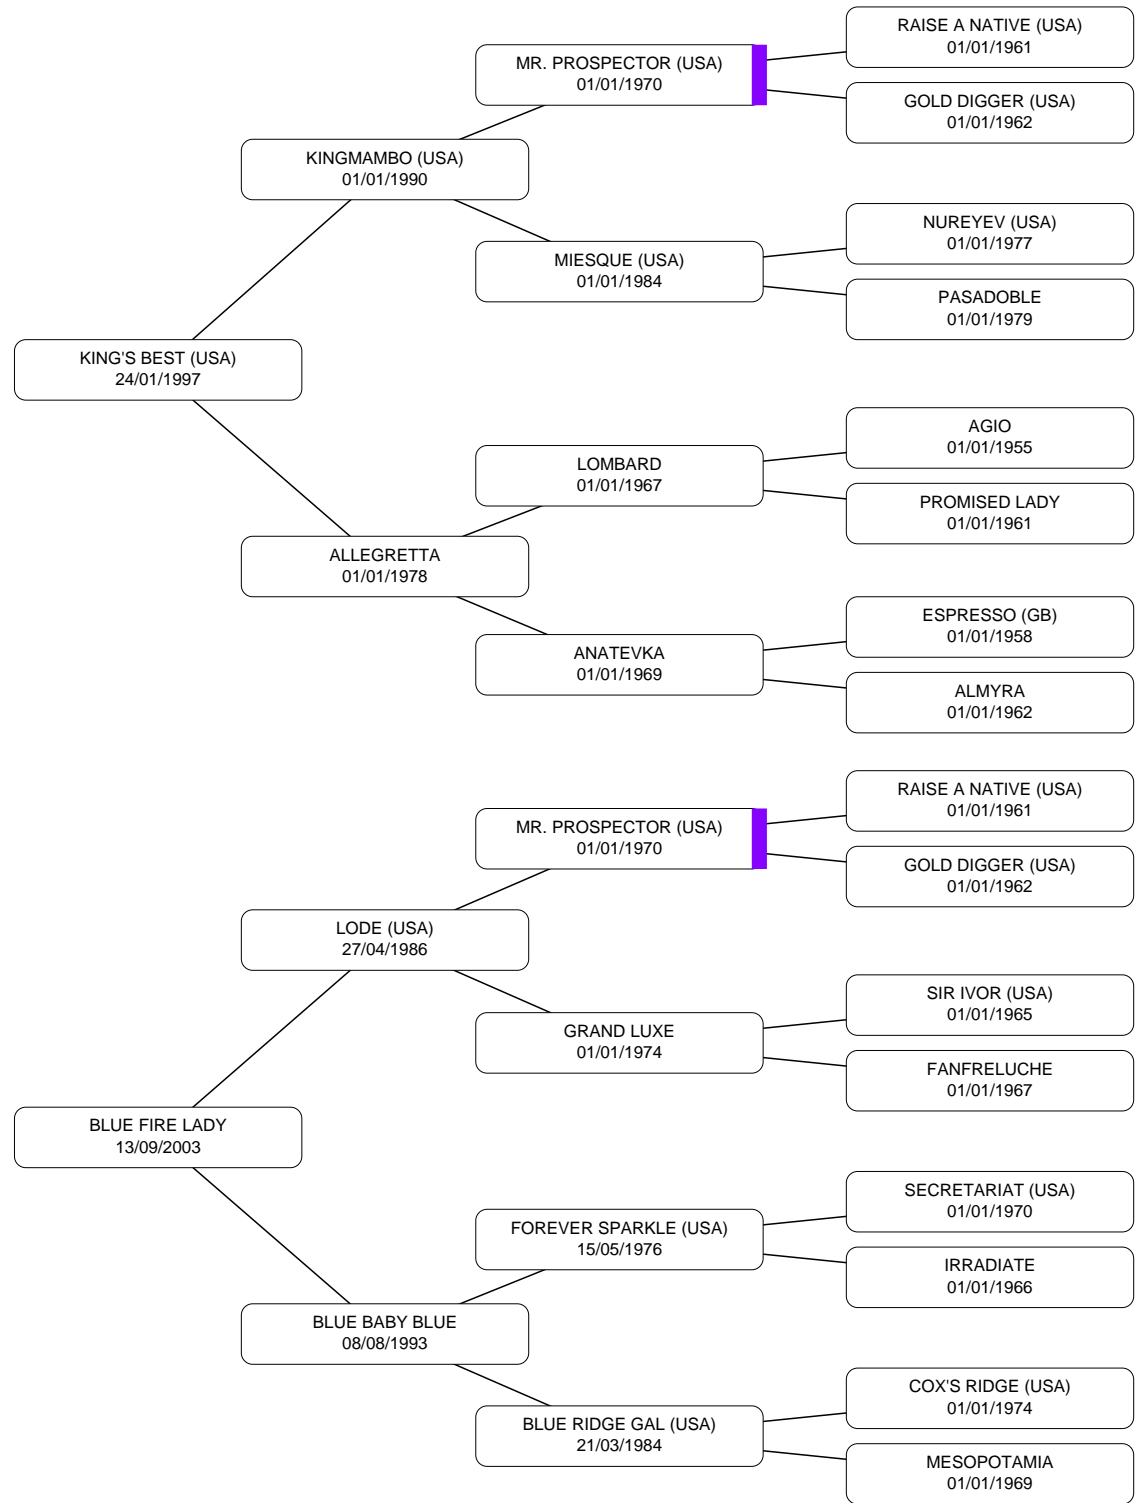 RAISE A NATIVE (USA)
01/01/1961
MR. PROSPECTOR (USA)
01/01/1970
GOLD DIGGER (USA)
01/01/1962
KINGMAMBO (USA)
01/01/1990
NUREYEV (USA)
01/01/1977
MIESQUE (USA)
01/01/1984
PASADOBLE
01/01/1979
KING'S BEST (USA)
24/01/1997
AGIO
01/01/1955
LOMBARD
01/01/1967
PROMISED LADY
01/01/1961
ALLEGRETTA
01/01/1978
ESPRESSO (GB)
01/01/1958
ANATEVKA
01/01/1969
ALMYRA
01/01/1962
RAISE A NATIVE (USA)
01/01/1961
MR. PROSPECTOR (USA)
01/01/1970
GOLD DIGGER (USA)
01/01/1962
LODE (USA)
27/04/1986
SIR IVOR (USA)
01/01/1965
GRAND LUXE
01/01/1974
FANFRELUCHE
01/01/1967
BLUE FIRE LADY
13/09/2003
SECRETARIAT (USA)
01/01/1970
FOREVER SPARKLE (USA)
15/05/1976
IRRADIATE
01/01/1966
BLUE BABY BLUE
08/08/1993
COX'S RIDGE (USA)
01/01/1974
BLUE RIDGE GAL (USA)
21/03/1984
MESOPOTAMIA
01/01/1969